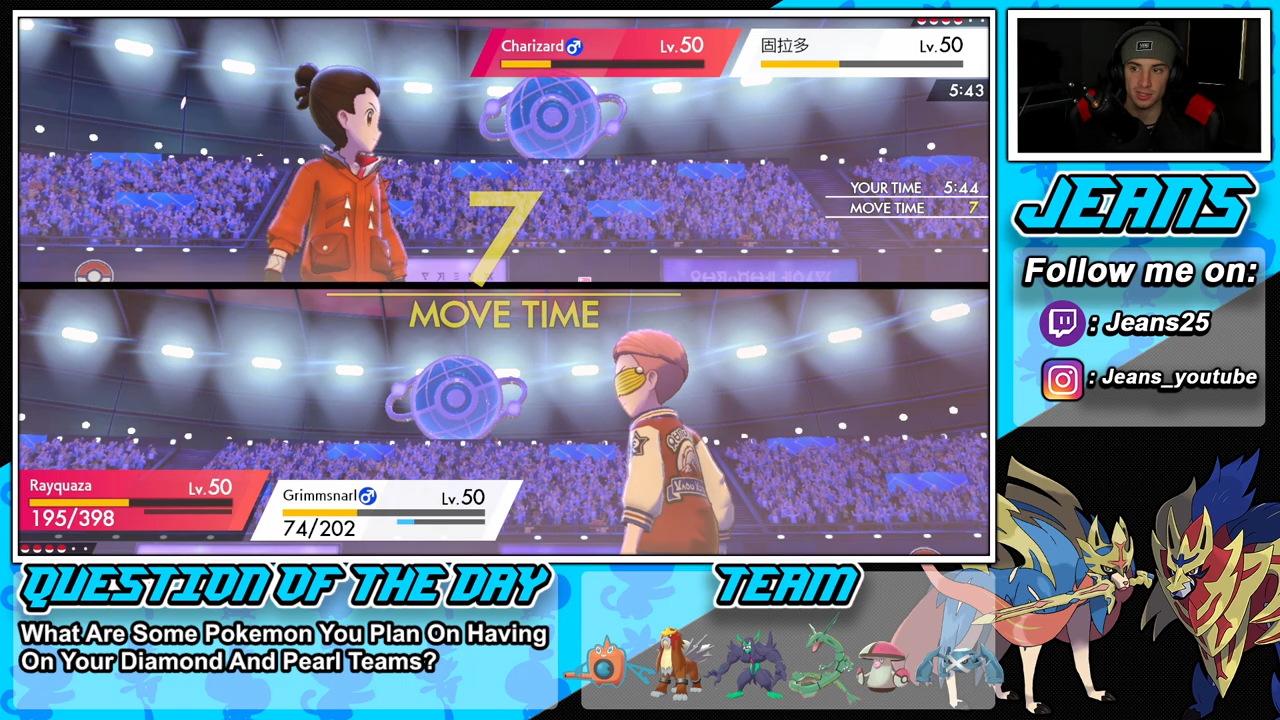 Charizard♂ Lv.50
固拉多 Lv.50
5:43
YOUR TIME 5:44
MOVE TIME 7
7
MOVE TIME
Rayquaza Lv.50
195/398
Grimmsnarl♂ Lv.50
74/202
JEANS
Follow me on:
: Jeans25
: Jeans_youtube
QUESTION OF THE DAY
What Are Some Pokemon You Plan On Having
On Your Diamond And Pearl Teams?
TEAM